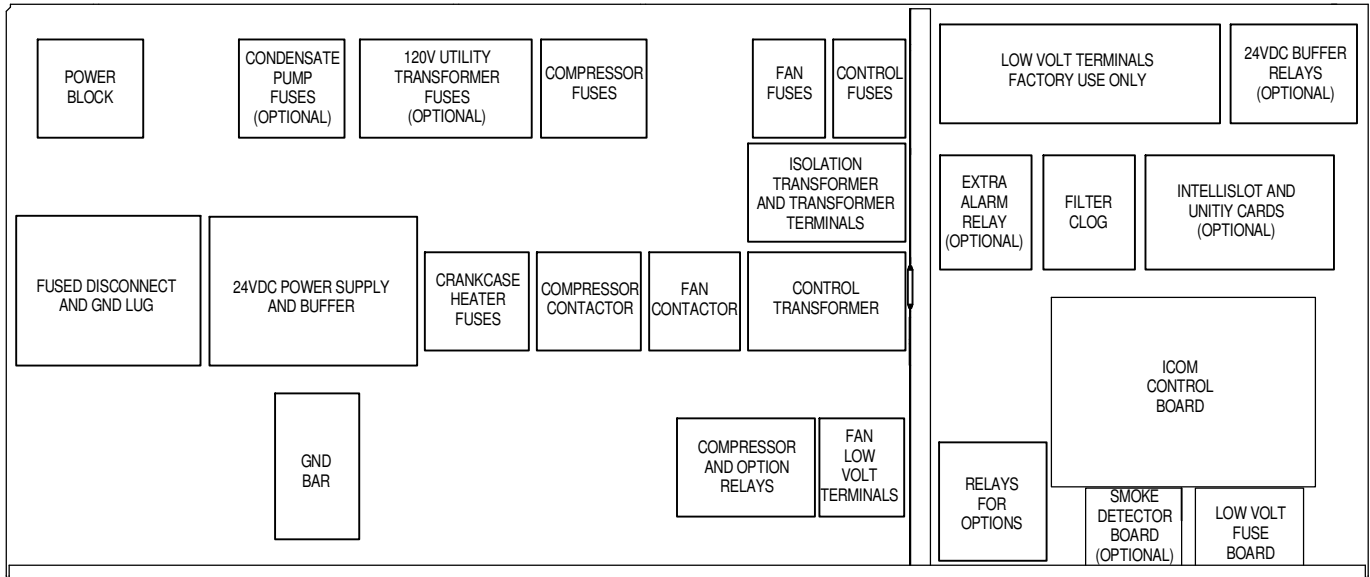 POWER
BLOCK
CONDENSATE
PUMP
FUSES
(OPTIONAL)
120V UTILITY
TRANSFORMER
FUSES
(OPTIONAL)
COMPRESSOR
FUSES
FAN
FUSES
CONTROL
FUSES
LOW VOLT TERMINALS
FACTORY USE ONLY
24VDC BUFFER
RELAYS
(OPTIONAL)
ISOLATION
TRANSFORMER
AND TRANSFORMER
TERMINALS
EXTRA
ALARM
RELAY
(OPTIONAL)
FILTER
CLOG
INTELLISLOT AND
UNITIY CARDS
(OPTIONAL)
FUSED DISCONNECT
AND GND LUG
24VDC POWER SUPPLY
AND BUFFER
CRANKCASE
HEATER
FUSES
COMPRESSOR
CONTACTOR
FAN
CONTACTOR
CONTROL
TRANSFORMER
ICOM
CONTROL
BOARD
GND
BAR
COMPRESSOR
AND OPTION
RELAYS
FAN
LOW
VOLT
TERMINALS
RELAYS
FOR
OPTIONS
SMOKE
DETECTOR
BOARD
(OPTIONAL)
LOW VOLT
FUSE
BOARD